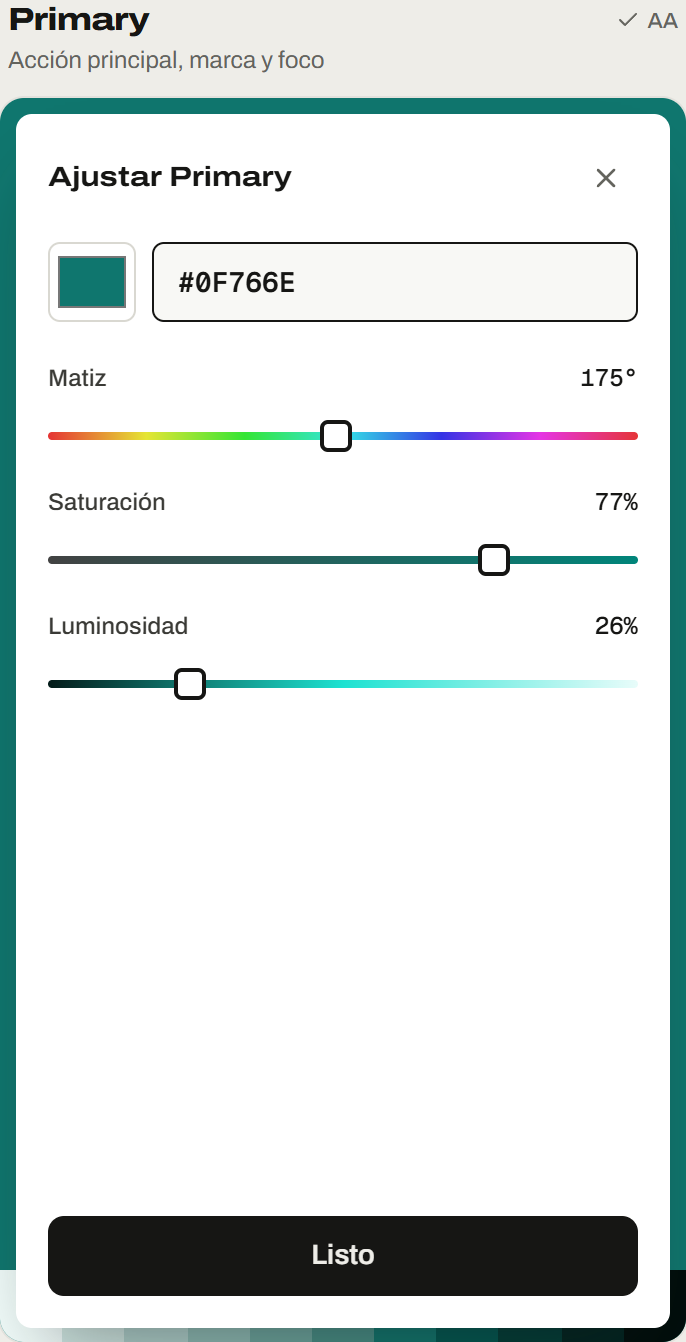 Primary
AA
Acción principal, marca y foco
Ajustar Primary
#0F766E
Matiz 175°
Saturación 77%
Luminosidad 26%
Listo